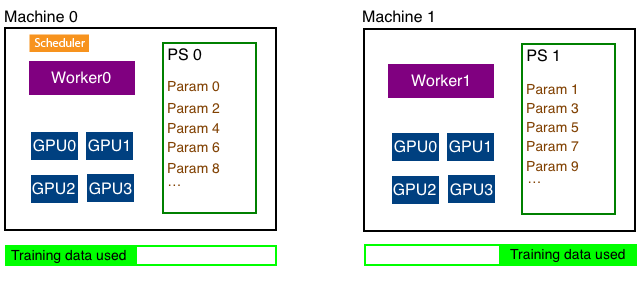 Machine 0
Scheduler
Worker0
GPU0 GPU1
GPU2 GPU3
PS 0
Param 0
Param 2
Param 4
Param 6
Param 8
...
Training data used
Machine 1
Worker1
GPU0 GPU1
GPU2 GPU3
PS 1
Param 1
Param 3
Param 5
Param 7
Param 9
...
Training data used